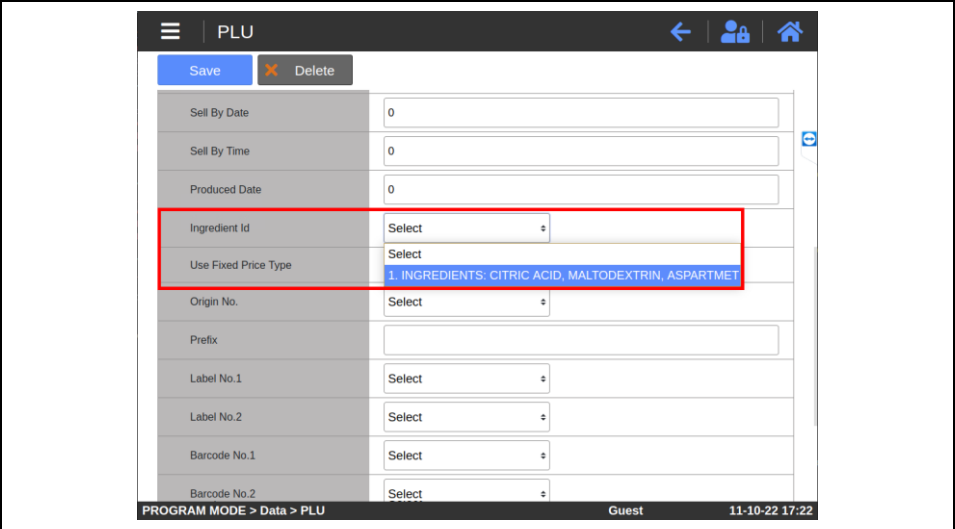 PLU
Save
Delete
Sell By Date 0
Sell By Time 0
Produced Date 0
Ingredient Id Select
Select
Use Fixed Price Type
1. INGREDIENTS: CITRIC ACID, MALTODEXTRIN, ASPARTMET
Origin No. Select
Prefix
Label No.1 Select
Label No.2 Select
Barcode No.1 Select
Barcode No.2 Select
PROGRAM MODE > Data > PLU Guest 11-10-22 17:22